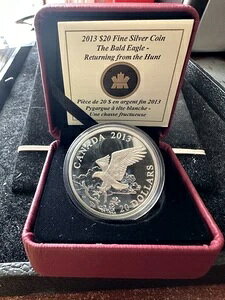 2013 $20 Fine Silver Coin
The Bald Eagle -
Returning from the Hunt
Pièce de 20 $ en argent fin 2013
Pygargue à tête blanche -
Une chasse fructueuse
CANADA 2013
20 DOLLARS